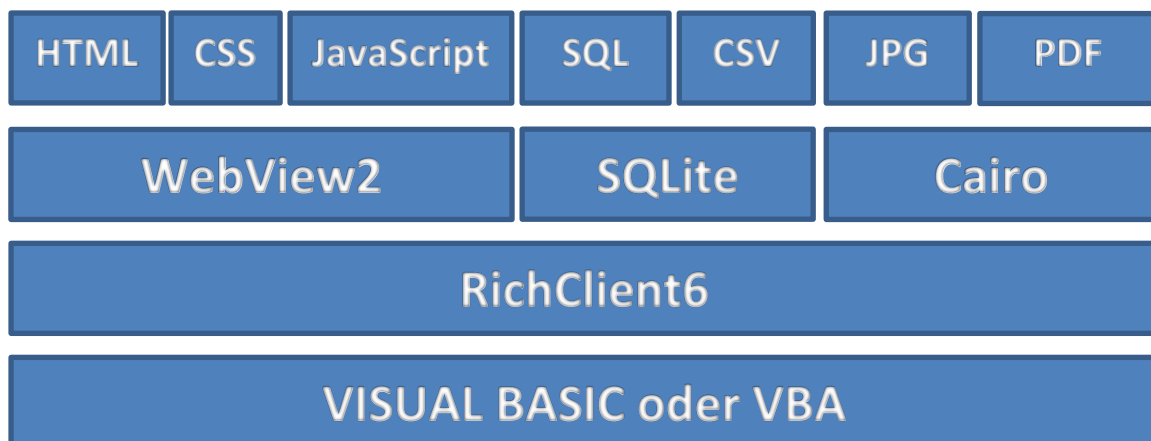 HTML CSS JavaScript SQL CSV JPG PDF
WebView2 SQLite Cairo
RichClient6
VISUAL BASIC oder VBA